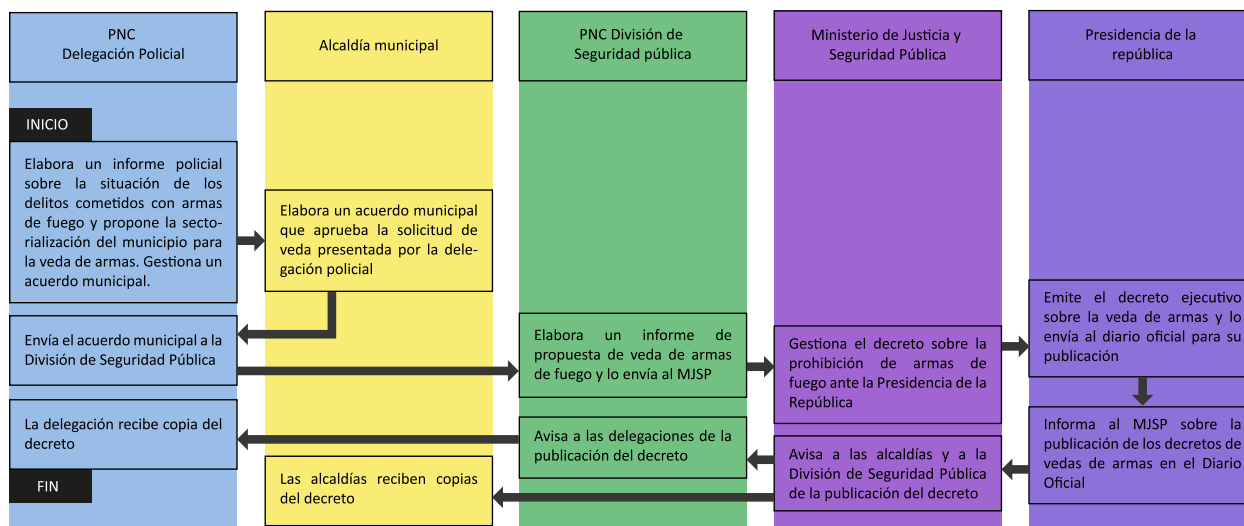 PNC
Delegación Policial
Alcaldía municipal
PNC División de
Seguridad pública
Ministerio de Justicia y
Seguridad Pública
Presidencia de la
república
INICIO
Elabora un informe policial
sobre la situación de los
delitos cometidos con armas
de fuego y propone la secto-
rialización del municipio para
la veda de armas. Gestiona un
acuerdo municipal.
Elabora un acuerdo municipal
que aprueba la solicitud de
veda presentada por la dele-
gación policial
Envía el acuerdo municipal a la
División de Seguridad Pública
Elabora un informe de
propuesta de veda de armas
de fuego y lo envía al MJSP
Gestiona el decreto sobre la
prohibición de armas de
fuego ante la Presidencia de la
República
Emite el decreto ejecutivo
sobre la veda de armas y lo
envía al diario oficial para su
publicación
Informa al MJSP sobre la
publicación de los decretos de
vedas de armas en el Diario
Oficial
Avisa a las alcaldías y a la
División de Seguridad Pública
de la publicación del decreto
Avisa a las delegaciones de la
publicación del decreto
La delegación recibe copia del
decreto
Las alcaldías reciben copias
del decreto
FIN